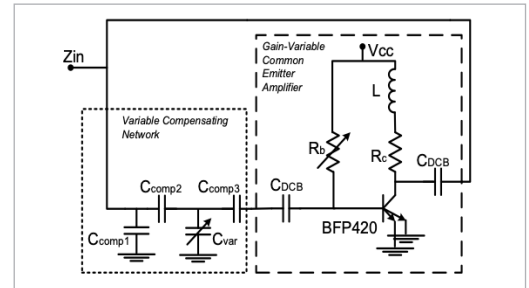 Zin
Gain-Variable
Common
Emitter
Amplifier
Vcc
L
Variable Compensating
Network
Rb
Rc
CDCB
Ccomp2
Ccomp3
CDCB
BFP420
Ccomp1
Cvar